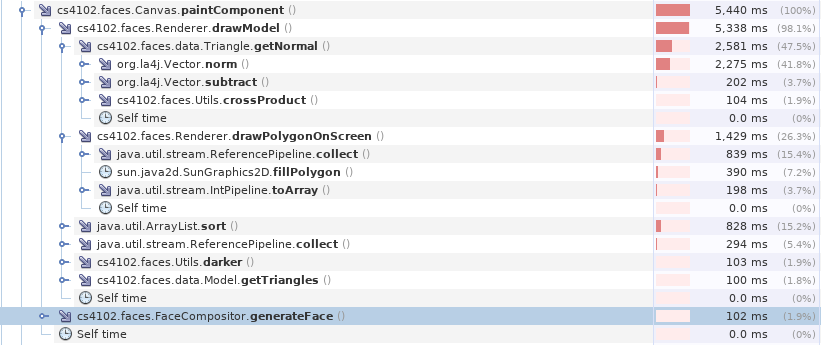 cs4102.faces.Canvas.paintComponent () 5,440 ms (100%)
cs4102.faces.Renderer.drawModel 5,338 ms (98.1%)
cs4102.faces.data.Triangle.getNormal () 2,581 ms (47.5%)
org.la4j.Vector.norm () 2,275 ms (41.8%)
org.la4j.Vector.subtract () 202 ms (3.7%)
cs4102.faces.Utils.crossProduct () 104 ms (1.9%)
Self time 0.0 ms (0%)
cs4102.faces.Renderer.drawPolygonOnScreen () 1,429 ms (26.3%)
java.util.stream.ReferencePipeline.collect () 839 ms (15.4%)
sun.java2d.SunGraphics2D.fillPolygon () 390 ms (7.2%)
java.util.stream.IntPipeline.toArray () 198 ms (3.7%)
Self time 0.0 ms (0%)
java.util.ArrayList.sort () 828 ms (15.2%)
java.util.stream.ReferencePipeline.collect () 294 ms (5.4%)
cs4102.faces.Utils.darker () 103 ms (1.9%)
cs4102.faces.data.Model.getTriangles () 100 ms (1.8%)
Self time 0.0 ms (0%)
cs4102.faces.FaceCompositor.generateFace () 102 ms (1.9%)
Self time 0.0 ms (0%)